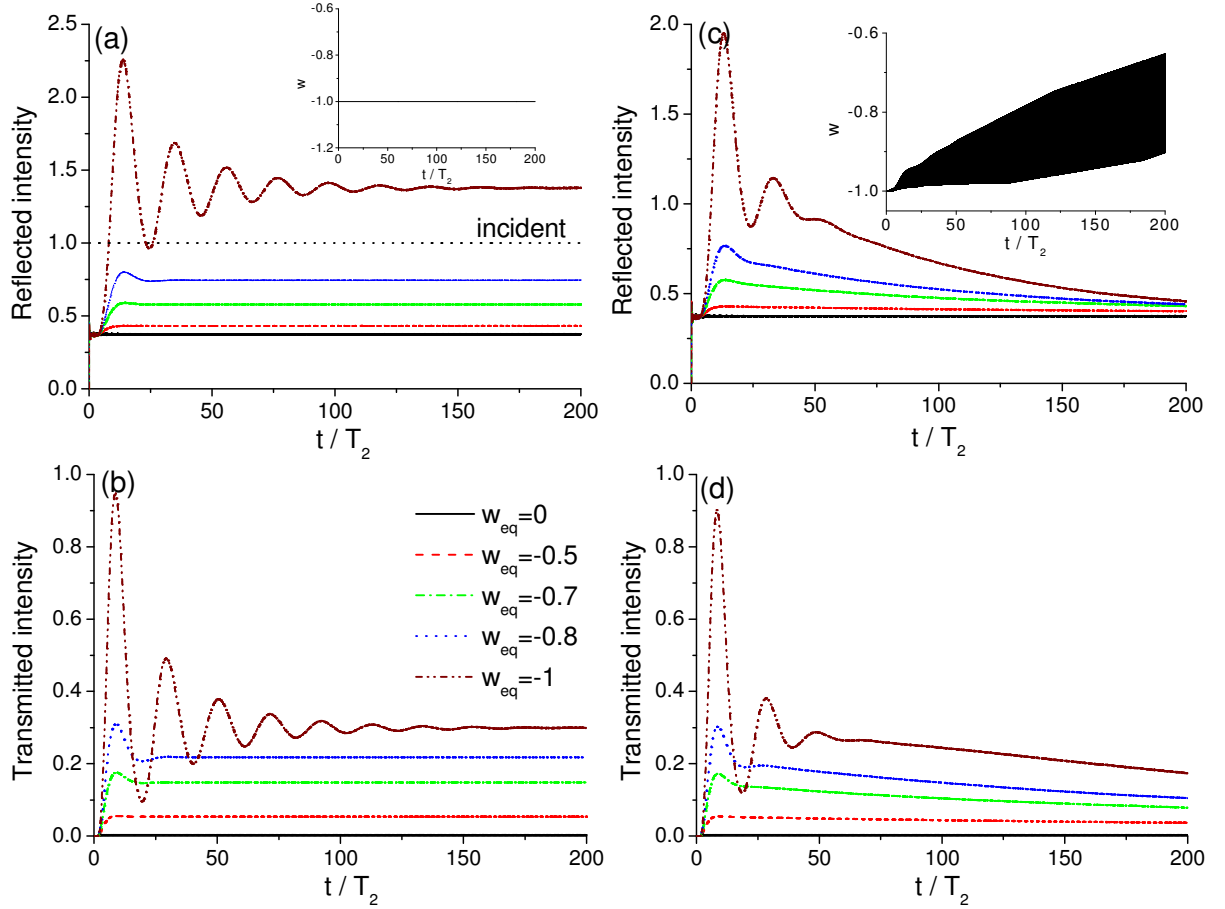 (a)
Reflected intensity
2.5
2.0
1.5
1.0
0.5
0.0
0 50 100 150 200
t / T₂
incident
w
-0.6
-0.8
-1.0
-1.2
0 50 100 150 200
t / T₂
(c)
Reflected intensity
2.0
1.5
1.0
0.5
0.0
0 50 100 150 200
t / T₂
w
-0.6
-0.8
-1.0
0 50 100 150 200
t / T₂
(b)
Transmitted intensity
1.0
0.8
0.6
0.4
0.2
0.0
0 50 100 150 200
t / T₂
w_eq=0
w_eq=-0.5
w_eq=-0.7
w_eq=-0.8
w_eq=-1
(d)
Transmitted intensity
1.0
0.8
0.6
0.4
0.2
0.0
0 50 100 150 200
t / T₂